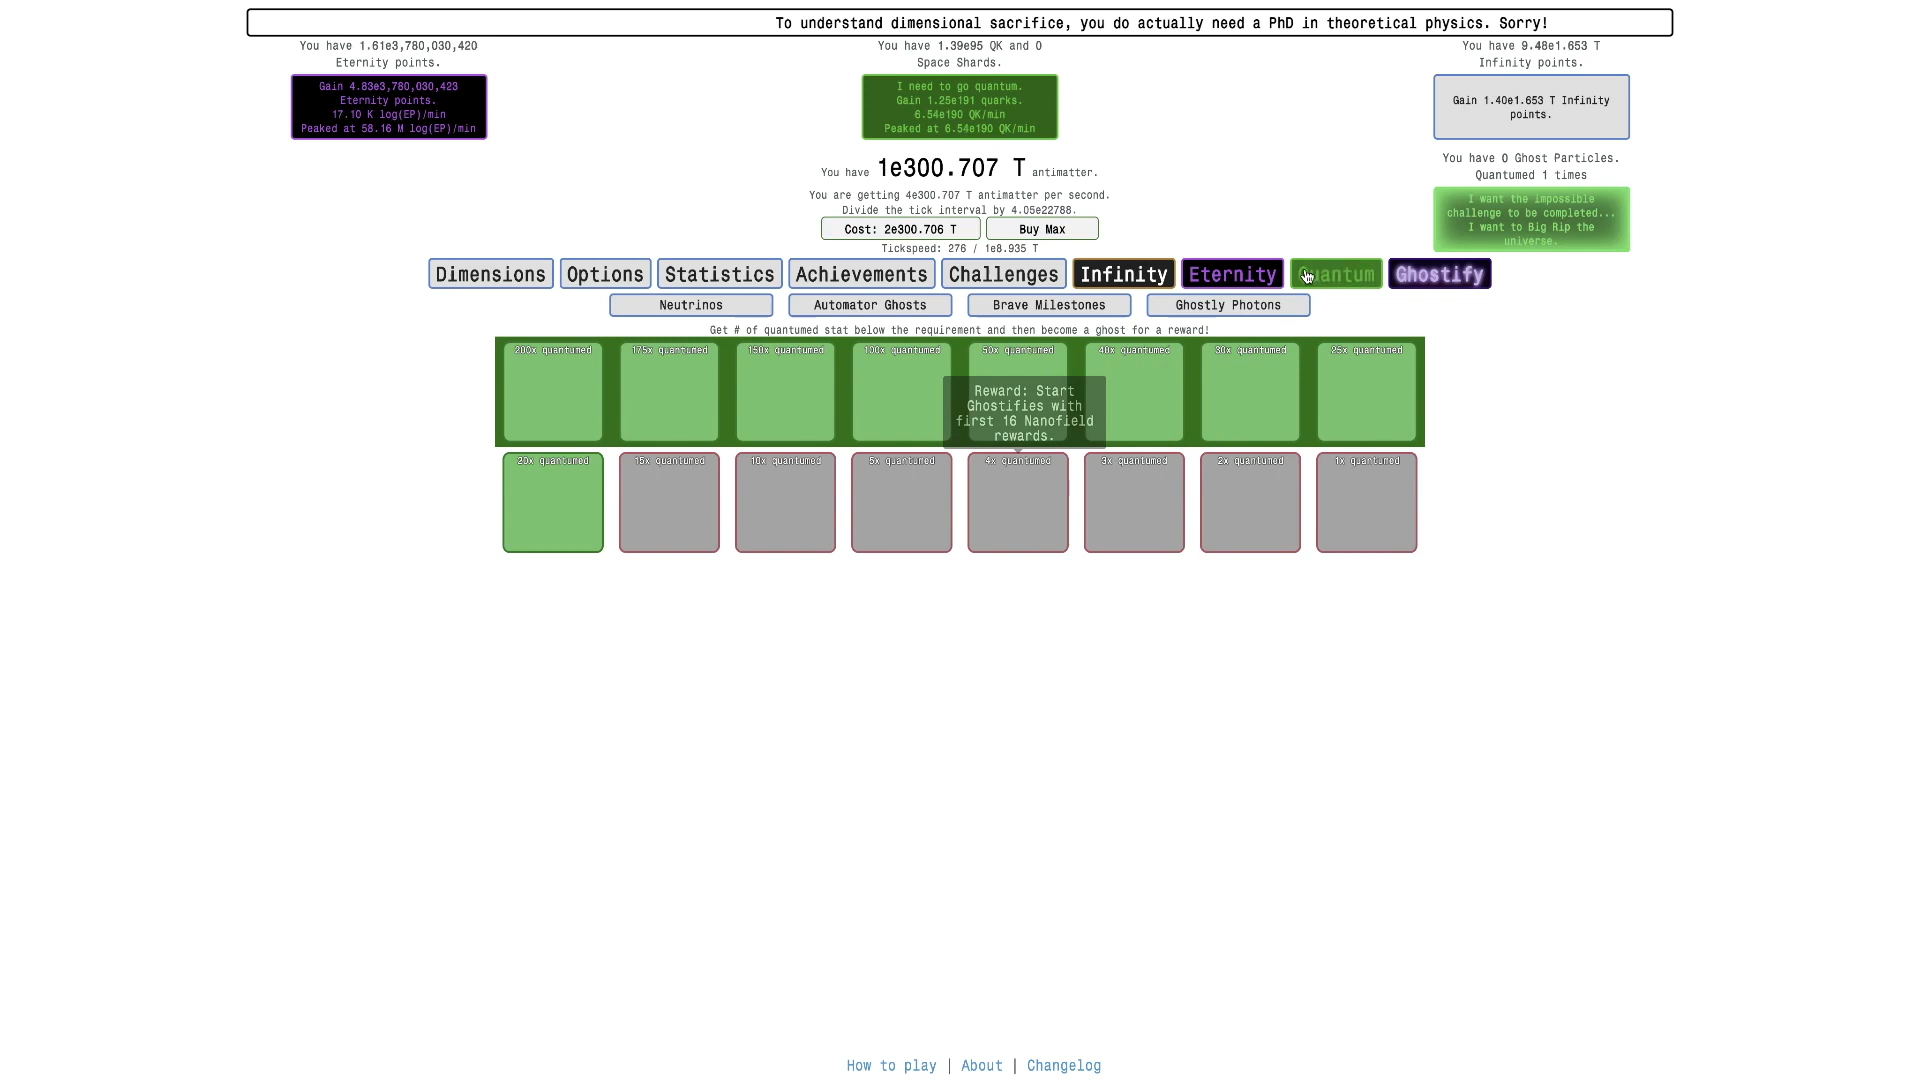 To understand dimensional sacrifice, you do actually need a PhD in theoretical physics. Sorry!
You have 1.61e3,780,030,420
Eternity points.
Gain 4.83e3,780,030,423
Eternity points.
17.10 K log(EP)/min
Peaked at 58.16 M log(EP)/min
You have 1.39e95 QK and 0
Space Shards.
I need to go quantum.
Gain 1.25e191 quarks.
6.54e190 QK/min
Peaked at 6.54e190 QK/min
You have 9.48e1.653 T
Infinity points.
Gain 1.40e1.653 T Infinity
points.
You have 0 Ghost Particles.
Quantumed 1 times
I want the impossible
challenge to be completed...
I want to Big Rip the
universe.
You have 1e300.707 T antimatter.
You are getting 4e300.707 T antimatter per second.
Divide the tick interval by 4.05e22788.
Cost: 2e300.706 T
Buy Max
Tickspeed: 276 / 1e8.935 T
Dimensions
Options
Statistics
Achievements
Challenges
Infinity
Eternity
Quantum
Ghostify
Neutrinos
Automator Ghosts
Brave Milestones
Ghostly Photons
Get # of quantumed stat below the requirement and then become a ghost for a reward!
200x quantumed
175x quantumed
150x quantumed
100x quantumed
50x quantumed
40x quantumed
30x quantumed
25x quantumed
Reward: Start
Ghostifies with
first 16 Nanofield
rewards.
20x quantumed
15x quantumed
10x quantumed
5x quantumed
4x quantumed
3x quantumed
2x quantumed
1x quantumed
How to play | About | Changelog